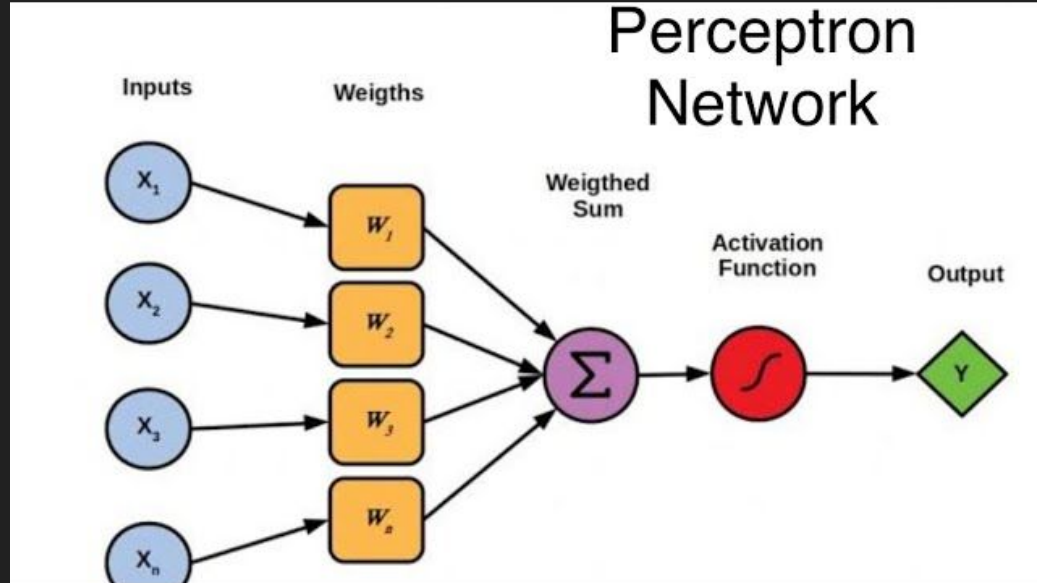 Perceptron
Network
Inputs
Weigths
Weigthed
Sum
Activation
Function
Output
X1
X2
X3
Xn
W1
W2
W3
Wn
Σ
Y